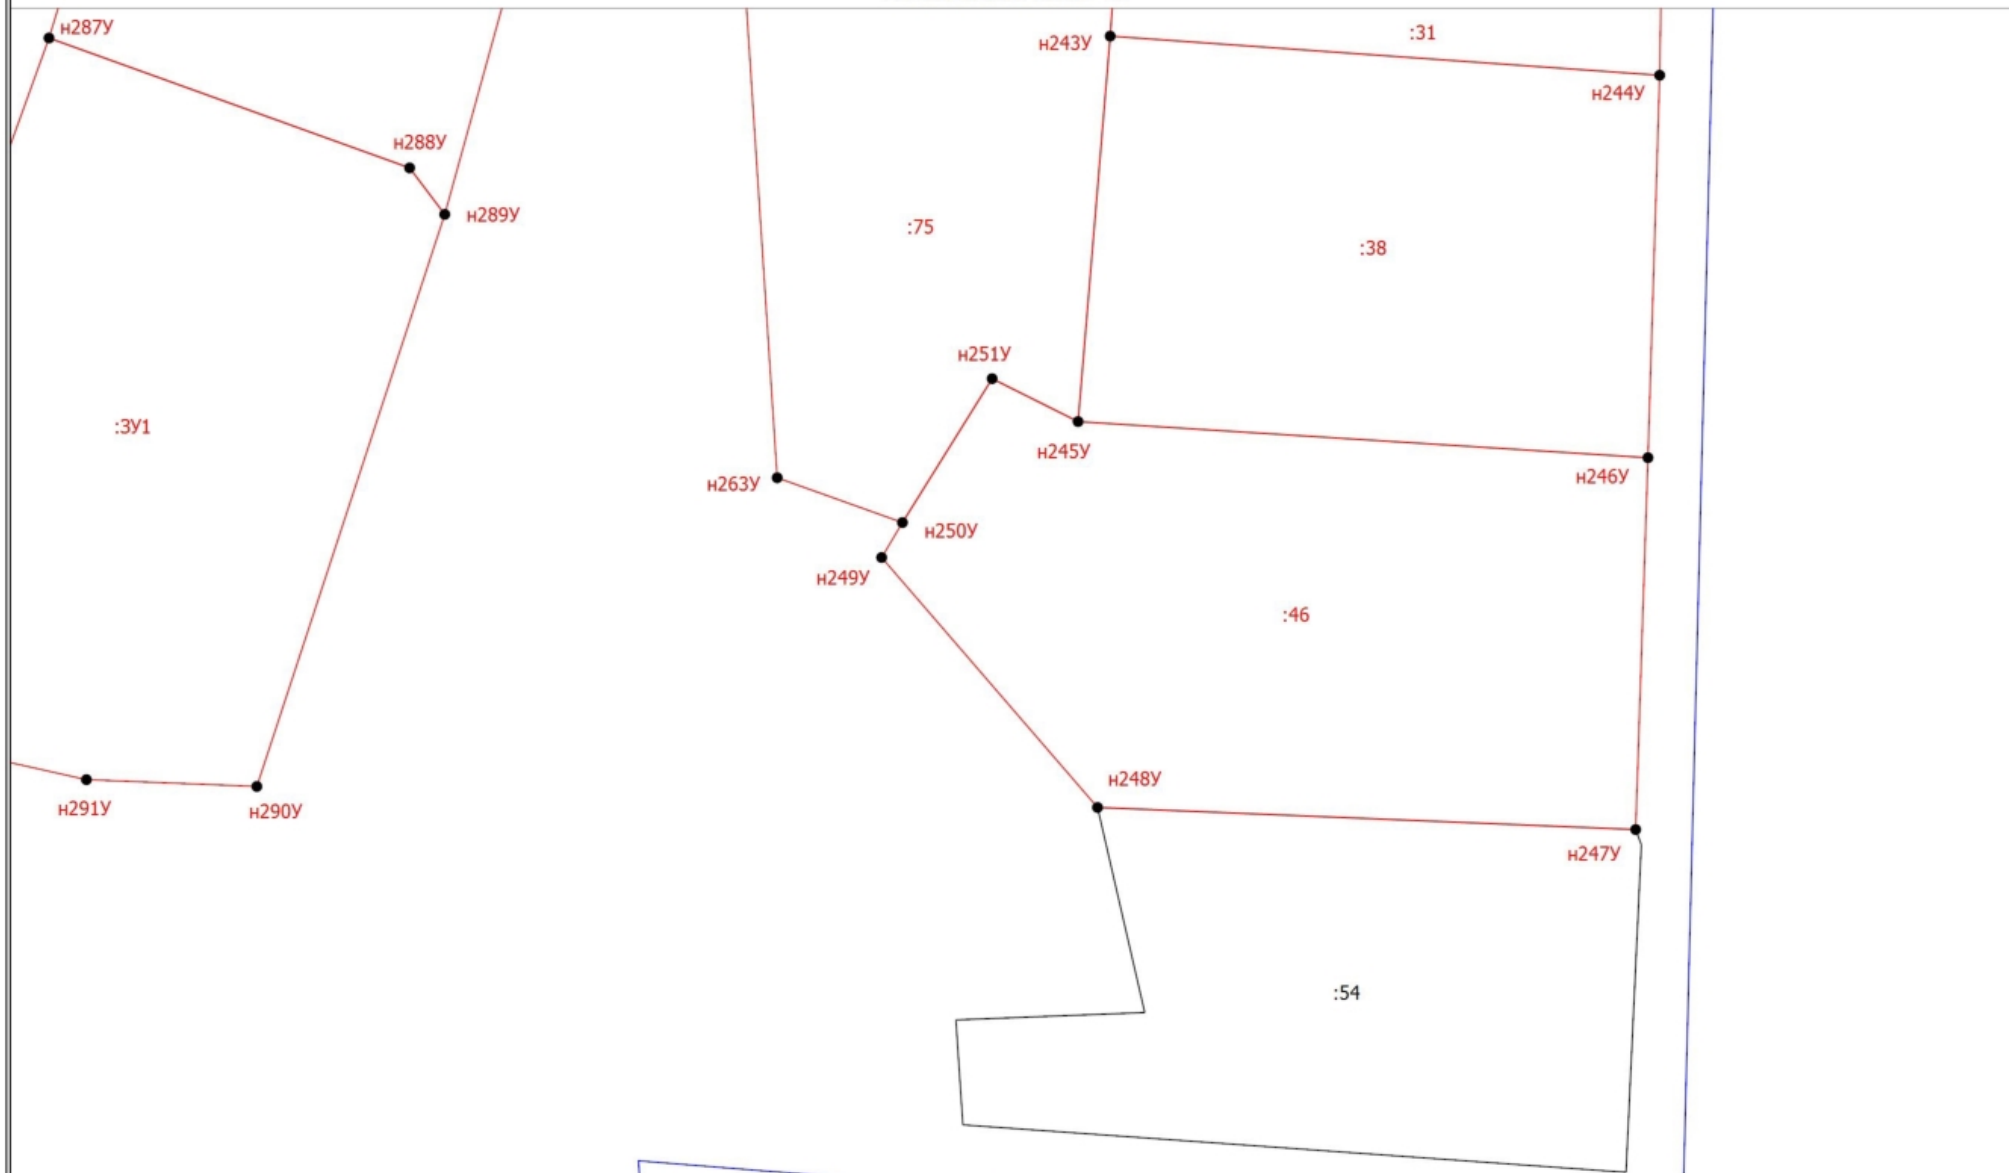 н287У
:31
н243У
н244У
н288У
н289У
:75
:38
н251У
:ЗУ1
н245У
н246У
н263У
н250У
н249У
:46
н248У
н291У
н290У
н247У
:54